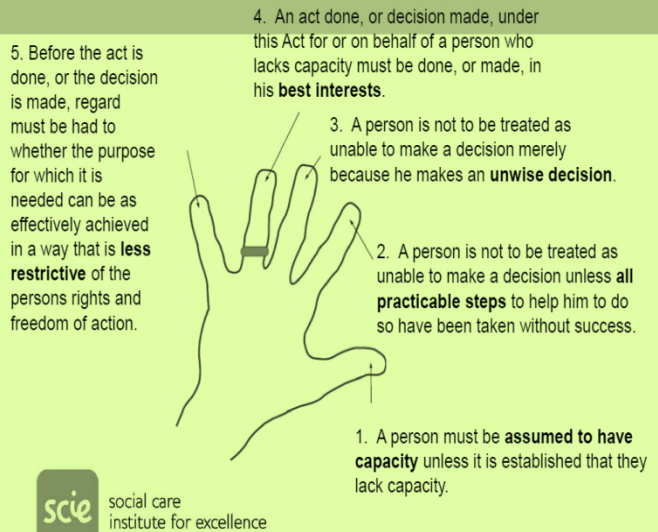 4. An act done, or decision made, under
this Act for or on behalf of a person who
lacks capacity must be done, or made, in
his best interests.
5. Before the act is
done, or the decision
is made, regard
must be had to
whether the purpose
for which it is
needed can be as
effectively achieved
in a way that is less
restrictive of the
persons rights and
freedom of action.
3. A person is not to be treated as
unable to make a decision merely
because he makes an unwise decision.
2. A person is not to be treated as
unable to make a decision unless all
practicable steps to help him to do
so have been taken without success.
1. A person must be assumed to have
capacity unless it is established that they
lack capacity.
scie
social care
institute for excellence